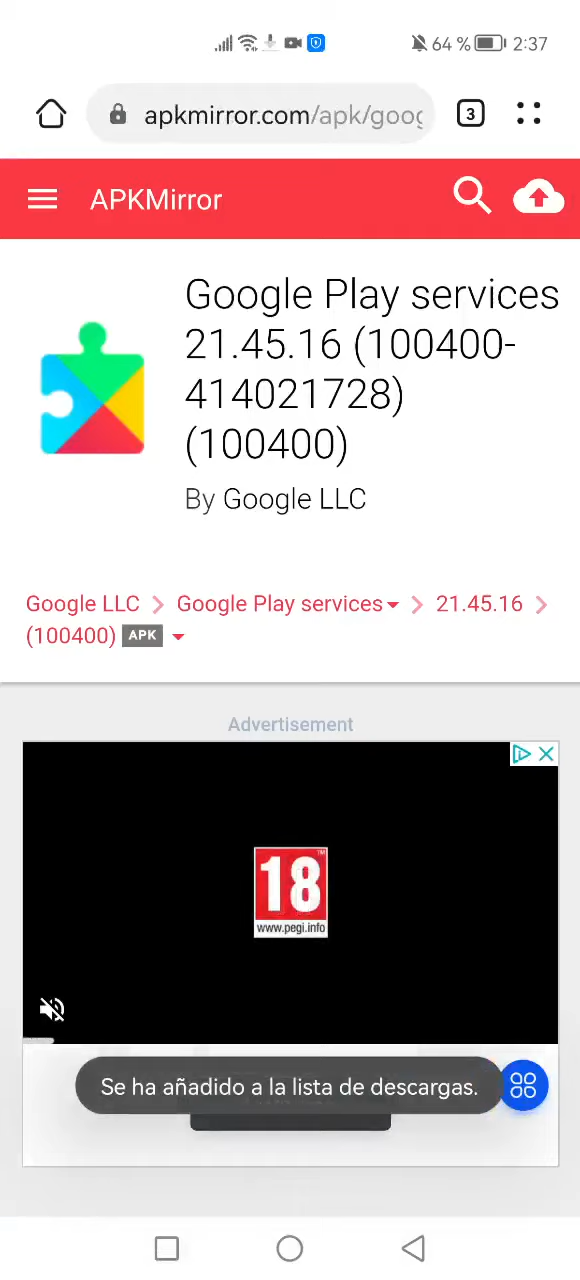 64 % 2:37
apkmirror.com/apk/goog
3
APKMirror
Google Play services
21.45.16 (100400-
414021728)
(100400)
By Google LLC
Google LLC Google Play services 21.45.16
(100400) APK
Advertisement
18
www.pegi.info
Se ha añadido a la lista de descargas.